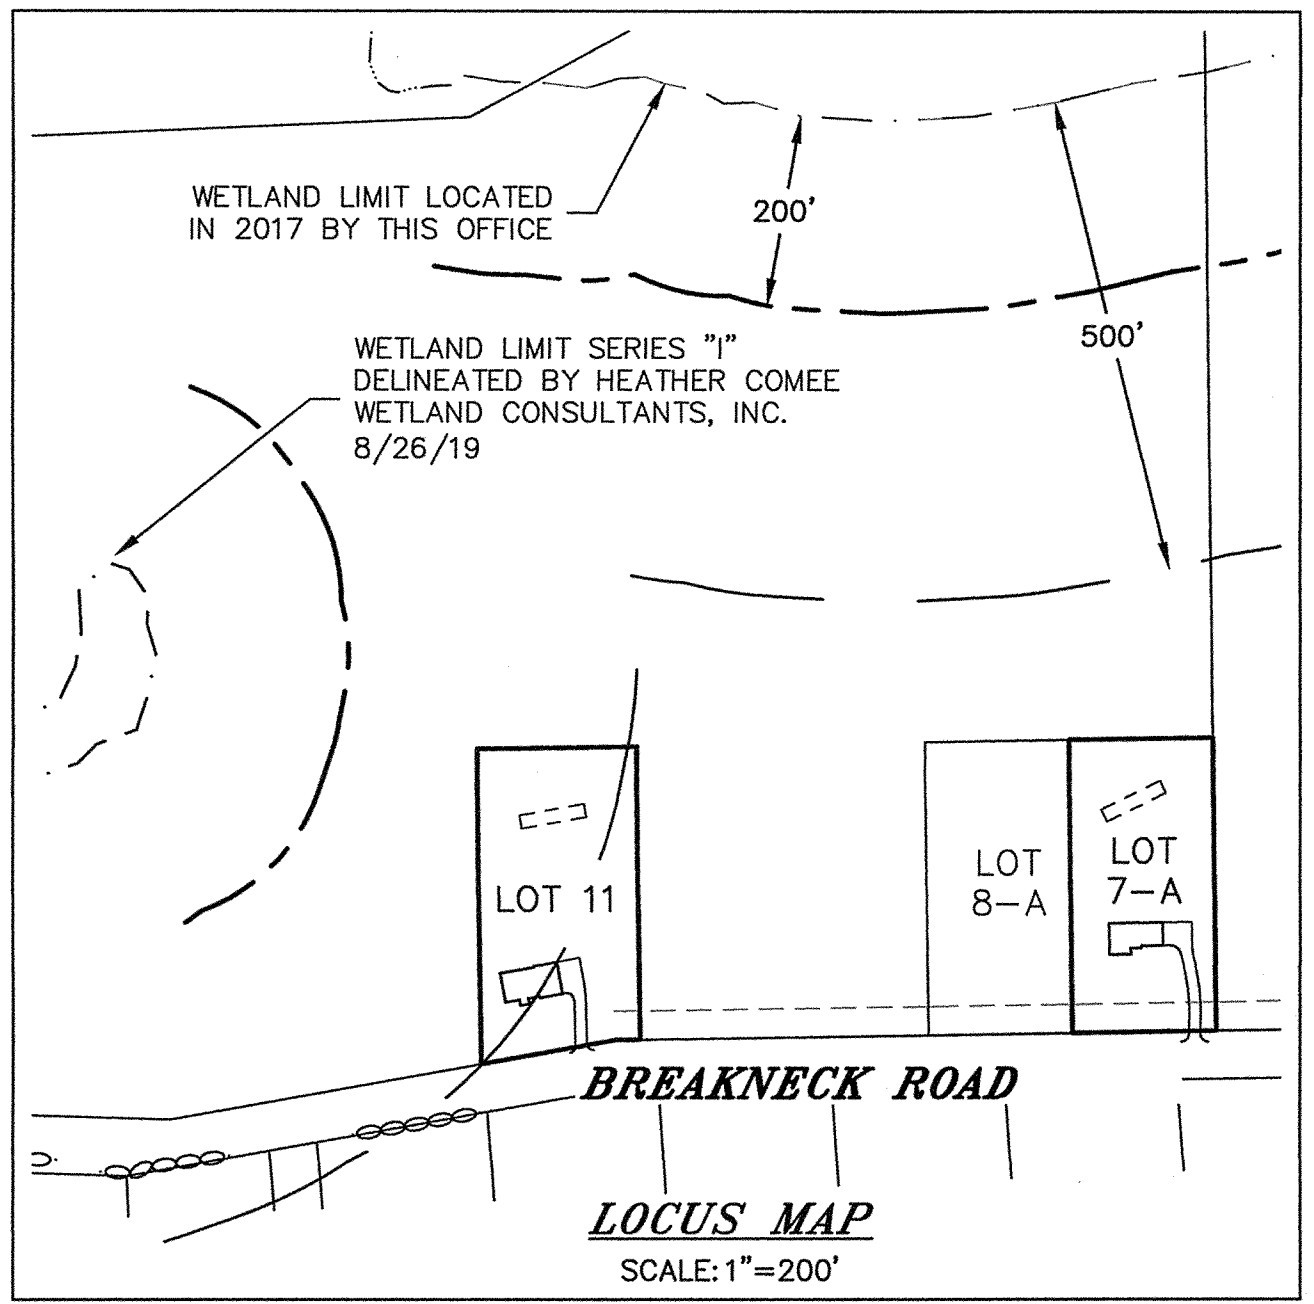 WETLAND LIMIT LOCATED
IN 2017 BY THIS OFFICE
200'
WETLAND LIMIT SERIES "I"
DELINEATED BY HEATHER COMEE
WETLAND CONSULTANTS, INC.
8/26/19
500'
LOT 11
LOT
8-A
LOT
7-A
BREAKNECK ROAD
LOCUS MAP
SCALE: 1"=200'